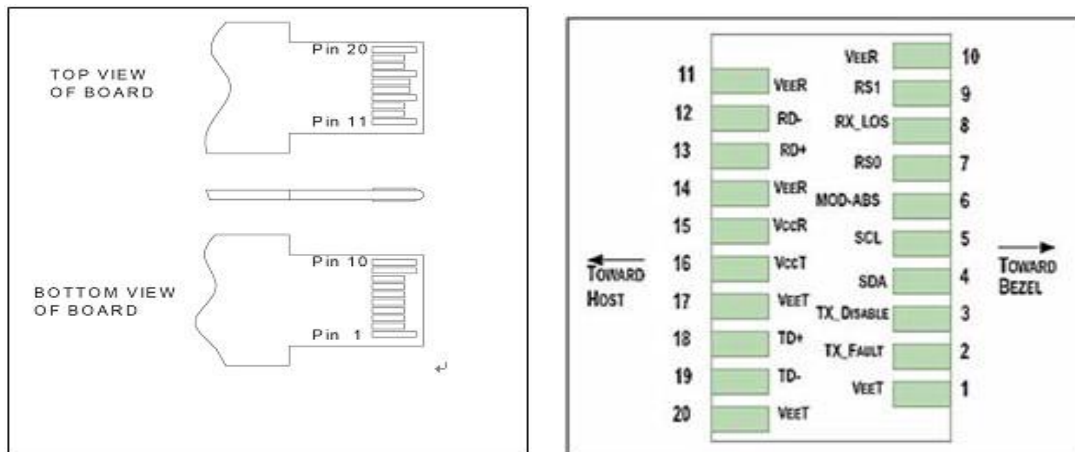 Pin 20
TOP VIEW
OF BOARD
Pin 11
Pin 10
BOTTOM VIEW
OF BOARD
Pin 1
11 VEER
12 RD-
13 RD+
14 VEER
15 VCCR
16 VCCT
17 VEET
18 TD+
19 TD-
20 VEET
TOWARD
HOST
VEER 10
RS1 9
RX_LOS 8
RS0 7
MOD-ABS 6
SCL 5
SDA 4
TX_DISABLE 3
TX_FAULT 2
VEET 1
TOWARD
BEZEL